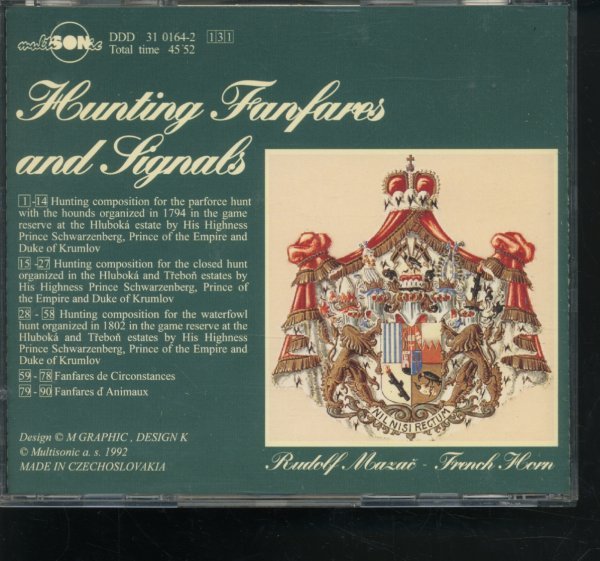 multiSONic
DDD 31 0164-2 131
Total time 45'52
Hunting Fanfares
and Signals
1-14 Hunting composition for the parforce hunt
with the hounds organized in 1794 in the game
reserve at the Hluboká estate by His Highness
Prince Schwarzenberg, Prince of the Empire and
Duke of Krumlov
15-27 Hunting composition for the closed hunt
organized in the Hluboká and Třeboň estates by
His Highness Prince Schwarzenberg, Prince of
the Empire and Duke of Krumlov
28 - 58 Hunting composition for the waterfowl
hunt organized in 1802 in the game reserve at the
Hluboká and Třeboň estates by His Highness
Prince Schwarzenberg, Prince of the Empire and
Duke of Krumlov
59 - 78 Fanfares de Circonstances
79 - 90 Fanfares d' Animaux
Design © M GRAPHIC , DESIGN K
© Multisonic a. s. 1992
MADE IN CZECHOSLOVAKIA
NIL NISI RECTUM
Rudolf Mazač - French Horn